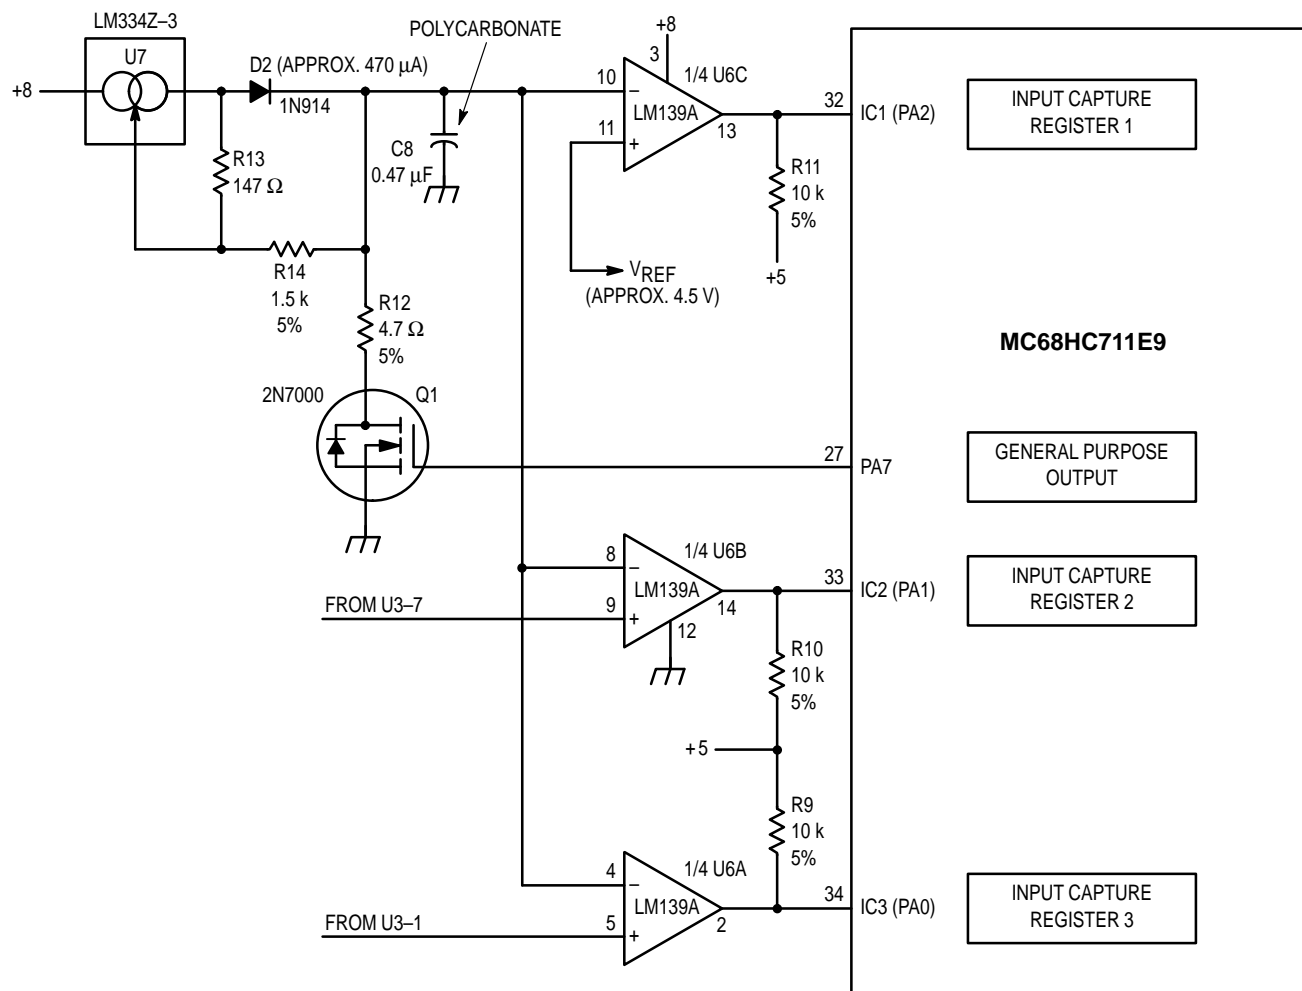 LM334Z–3
U7
+8
D2 (APPROX. 470 µA)
1N914
POLYCARBONATE
C8
0.47 µF
R13
147 Ω
R14
1.5 k
5%
R12
4.7 Ω
5%
2N7000
Q1
+8
3
1/4 U6C
10
–
LM139A
11
+
13
VREF
(APPROX. 4.5 V)
R11
10 k
5%
+5
32
IC1 (PA2)
INPUT CAPTURE
REGISTER 1
MC68HC711E9
27
PA7
GENERAL PURPOSE
OUTPUT
1/4 U6B
8
–
LM139A
FROM U3–7
9
+
12
14
33
IC2 (PA1)
INPUT CAPTURE
REGISTER 2
R10
10 k
5%
+5
R9
10 k
5%
1/4 U6A
4
–
LM139A
FROM U3–1
5
+
2
34
IC3 (PA0)
INPUT CAPTURE
REGISTER 3